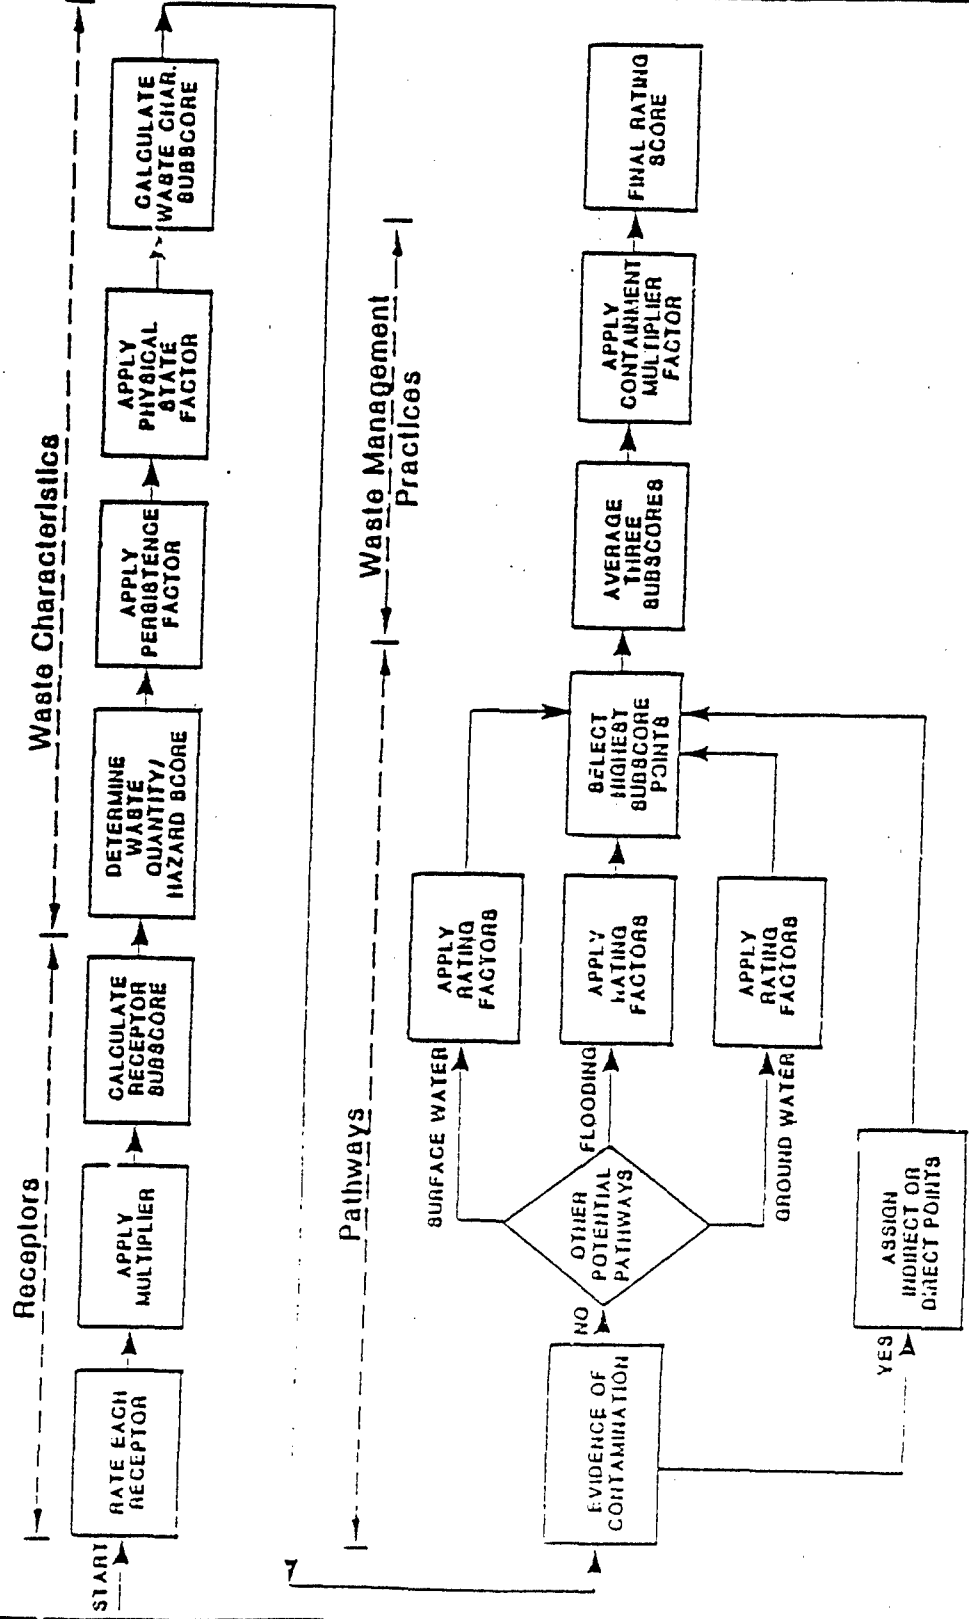 Receptors
Waste Characteristics
START
RATE EACH
RECEPTOR
APPLY
MULTIPLIER
CALCULATE
RECEPTOR
SUBSCORE
DETERMINE
WASTE
QUANTITY/
HAZARD SCORE
APPLY
PERSISTENCE
FACTOR
APPLY
PHYSICAL
STATE
FACTOR
CALCULATE
WASTE CHAR.
SUBSCORE
Pathways
Waste Management
Practices
EVIDENCE OF
CONTAMINATION
NO
YES
OTHER
POTENTIAL
PATHWAYS
SURFACE WATER
FLOODING
GROUND WATER
APPLY
RATING
FACTORS
APPLY
RATING
FACTORS
APPLY
RATING
FACTORS
ASSIGN
INDIRECT OR
DIRECT POINTS
SELECT
HIGHEST
SUBSCORE
POINTS
AVERAGE
THREE
SUBSCORES
APPLY
CONTAINMENT
MULTIPLIER
FACTOR
FINAL RATING
SCORE